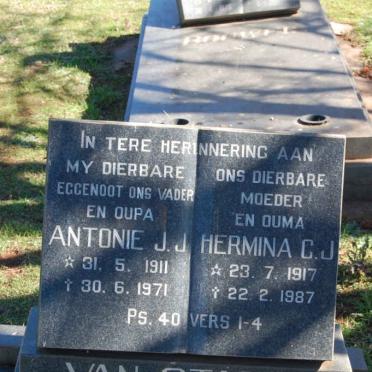 IN TERE HERINNERING AAN
MY DIERBARE
EGGENOOT ONS VADER
EN OUPA
ANTONIE J.J
☆ 31. 5. 1911
† 30. 6. 1971
ONS DIERBARE
MOEDER
EN OUMA
HERMINA C.J
☆ 23. 7. 1917
† 22. 2. 1987
PS. 40 VERS 1-4
VAN